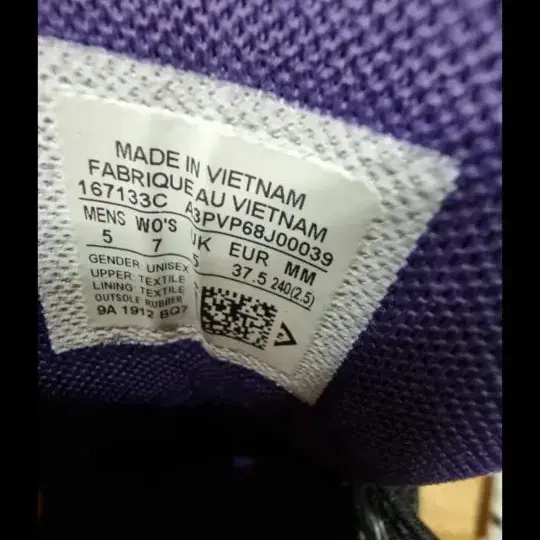 MADE IN VIETNAM
FABRIQUE AU VIETNAM
167133C A3PVP68J00039
MENS WO'S UK EUR MM
5 7 5 37.5 240(2.5)
GENDER: UNISEX
UPPER: TEXTILE
LINING: TEXTILE
OUTSOLE RUBBER
9A 1912 BQ7